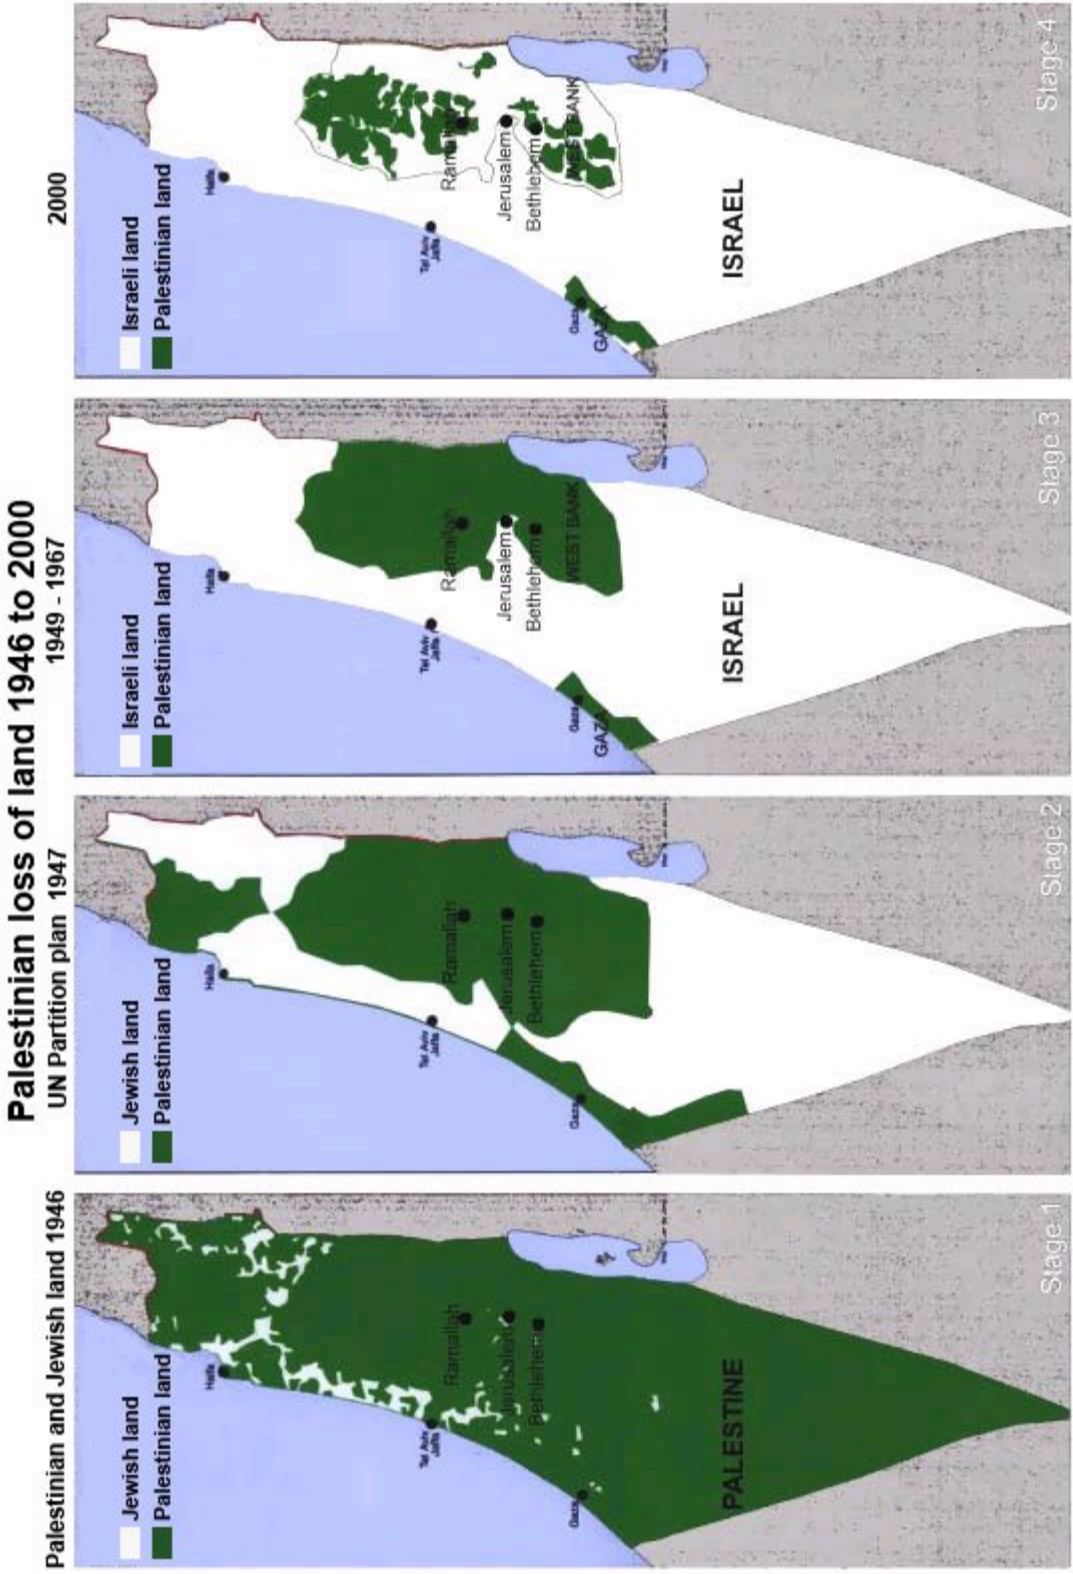 Palestinian loss of land 1946 to 2000
Palestinian and Jewish land 1946
Jewish land
Palestinian land
Haifa
Tel Aviv
Jaffa
Ramallah
Jerusalem
Bethlehem
Gaza
PALESTINE
Stage 1
UN Partition plan 1947
Jewish land
Palestinian land
Haifa
Tel Aviv
Jaffa
Ramallah
Jerusalem
Bethlehem
Gaza
Stage 2
1949 - 1967
Israeli land
Palestinian land
Haifa
Tel Aviv
Jaffa
Ramallah
Jerusalem
Bethlehem
WEST BANK
Gaza
GAZA
ISRAEL
Stage 3
2000
Israeli land
Palestinian land
Haifa
Tel Aviv
Jaffa
Ramallah
Jerusalem
Bethlehem
WEST BANK
Gaza
GAZA
ISRAEL
Stage 4